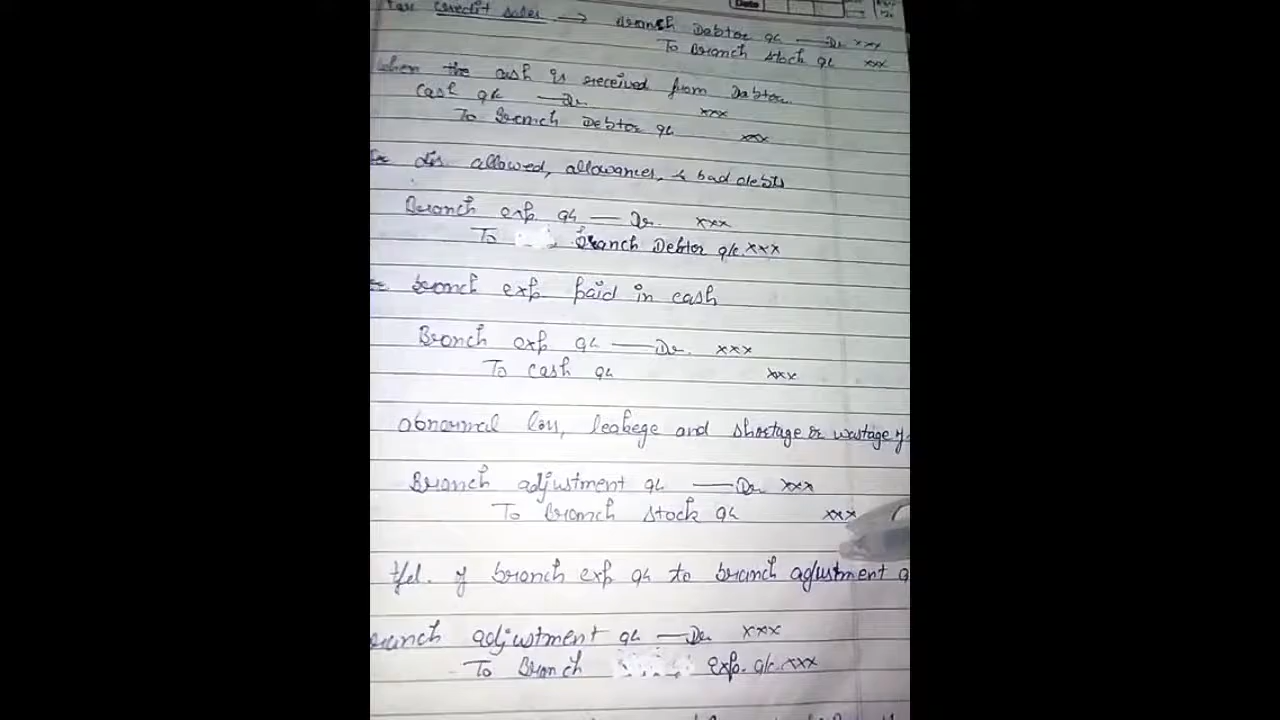 For credit sales → Branch Debtor a/c — Dr xxx
To Branch stock a/c xxx
When the cash is received from Debtor.
Cash a/c — Dr. xxx
To Branch Debtor a/c xxx
dis allowed, allowances, & bad debts
Branch exp. a/c — Dr. xxx
To Branch Debtor a/c. xxx
branch exp. paid in cash
Branch exp a/c — Dr. xxx
To cash a/c xxx
abnormal loss, leakege and shortage or wastage of
Branch adjustment a/c — Dr xxx
To branch stock a/c xxx
tfd. of branch exp a/c to branch adjustment a
ranch adjustment a/c — Dr. xxx
To Branch exp. a/c. xxx